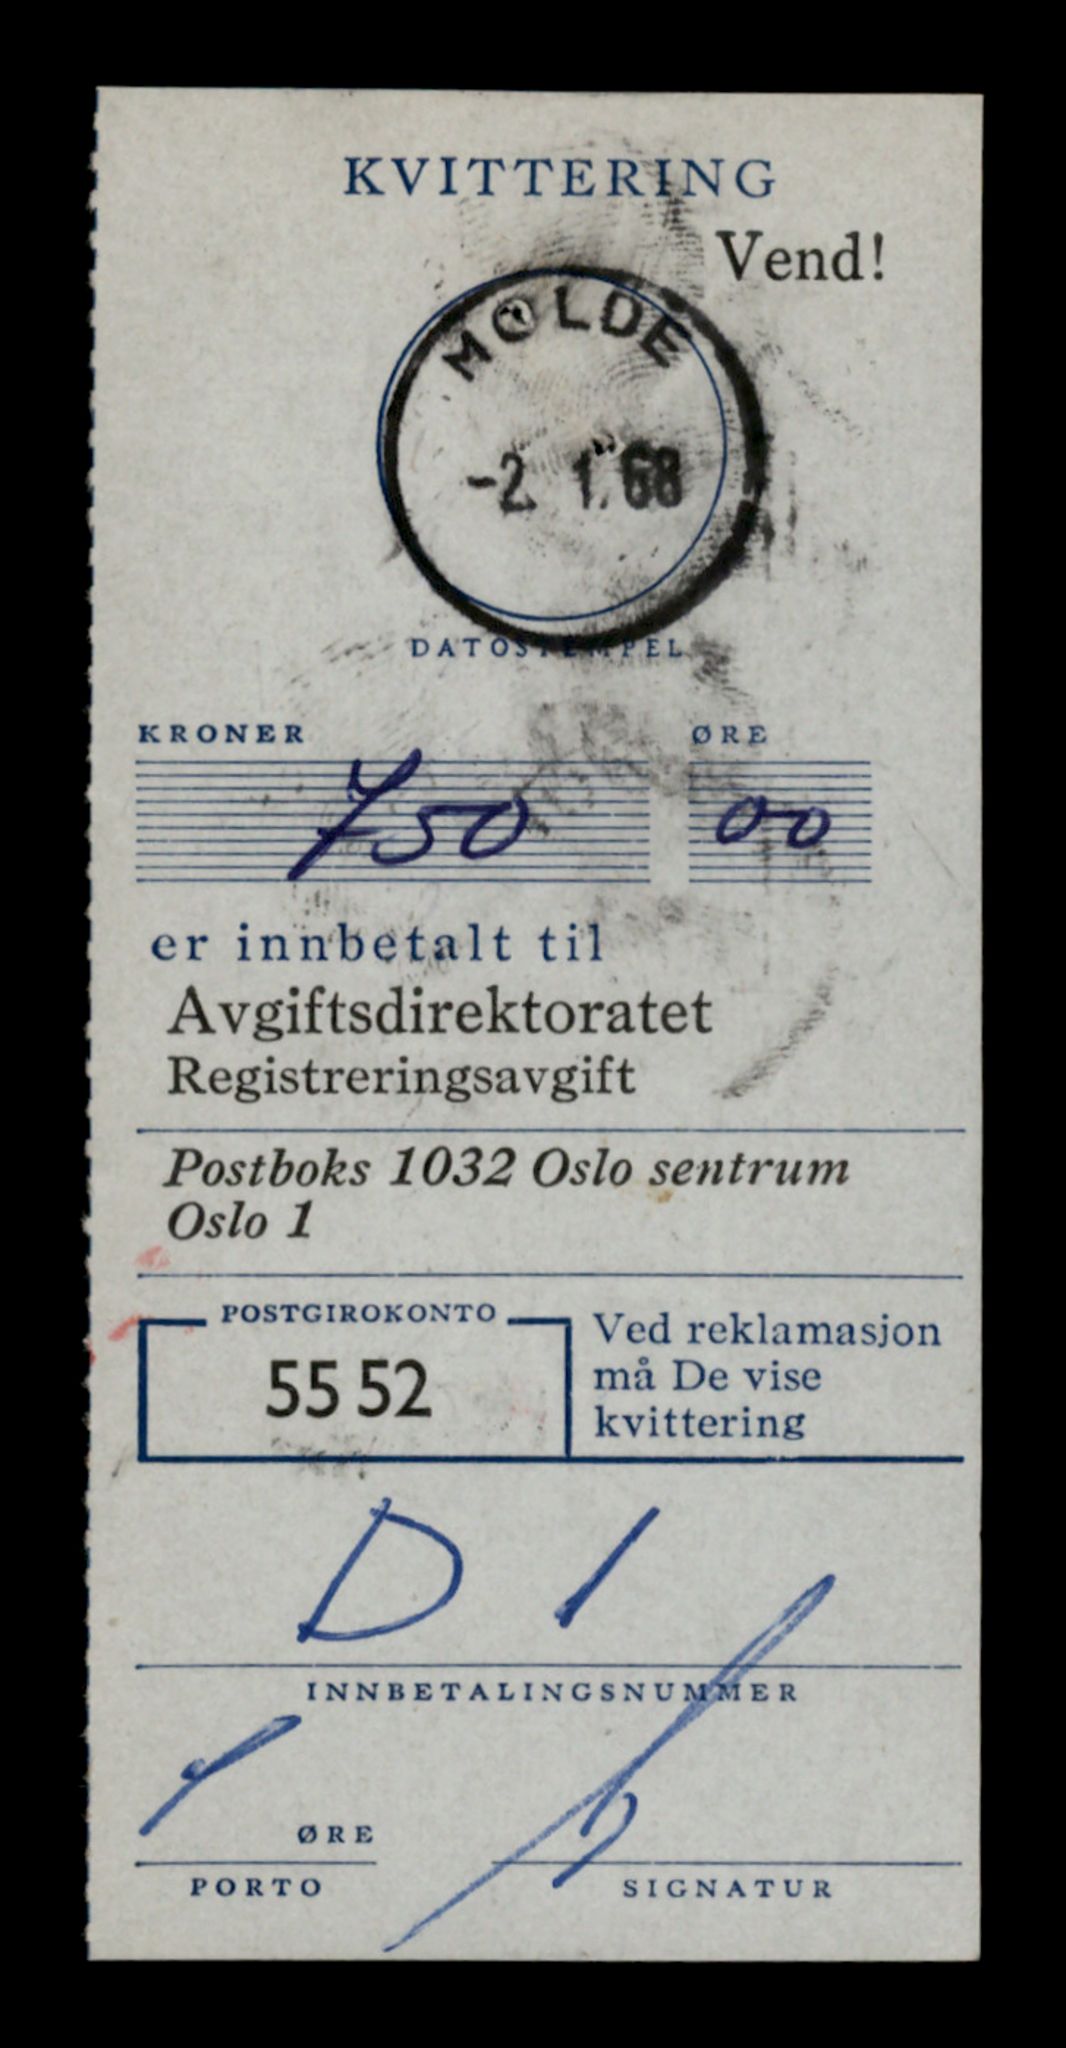 KVITTERING
Vend!
MOLDE
-2. 1. 68
DATOSTEMPEL
KRONER ØRE
750 00
er innbetalt til
Avgiftsdirektoratet
Registreringsavgift
Postboks 1032 Oslo sentrum
Oslo 1
POSTGIROKONTO
55 52
Ved reklamasjon
må De vise
kvittering
D 1
INNBETALINGSNUMMER
ØRE
PORTO
SIGNATUR